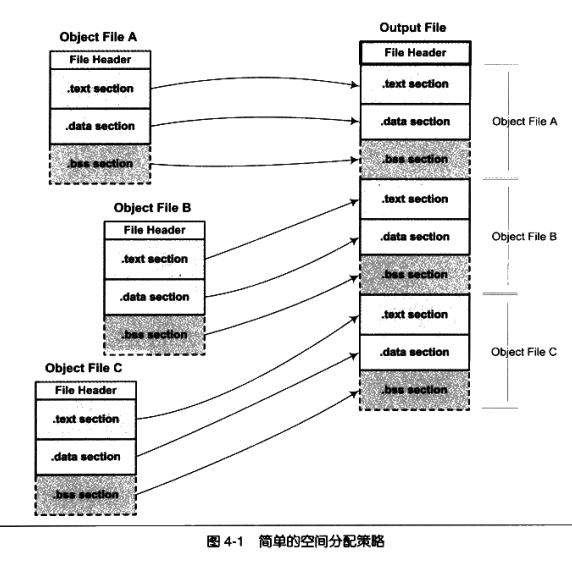 Object File A
File Header
.text section
.data section
.bss section
Object File B
File Header
.text section
.data section
.bss section
Object File C
File Header
.text section
.data section
.bss section
Output File
File Header
.text section
.data section
.bss section
.text section
.data section
.bss section
.text section
.data section
.bss section
Object File A
Object File B
Object File C
图 4-1 简单的空间分配策略